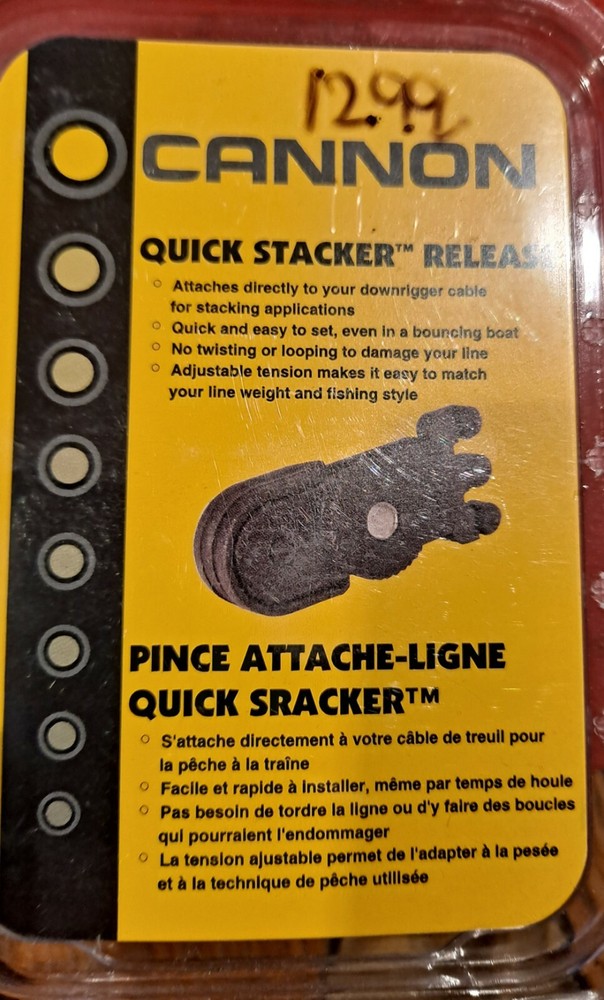 12.99
CANNON
QUICK STACKER™ RELEASE
○ Attaches directly to your downrigger cable
for stacking applications
○ Quick and easy to set, even in a bouncing boat
○ No twisting or looping to damage your line
○ Adjustable tension makes it easy to match
your line weight and fishing style
PINCE ATTACHE-LIGNE
QUICK SRACKER™
○ S'attache directement à votre câble de treuil pour
la pêche à la traîne
○ Facile et rapide à installer, même par temps de houle
○ Pas besoin de tordre la ligne ou d'y faire des boucles
qui pourraient l'endommager
○ La tension ajustable permet de l'adapter à la pesée
et à la technique de pêche utilisée